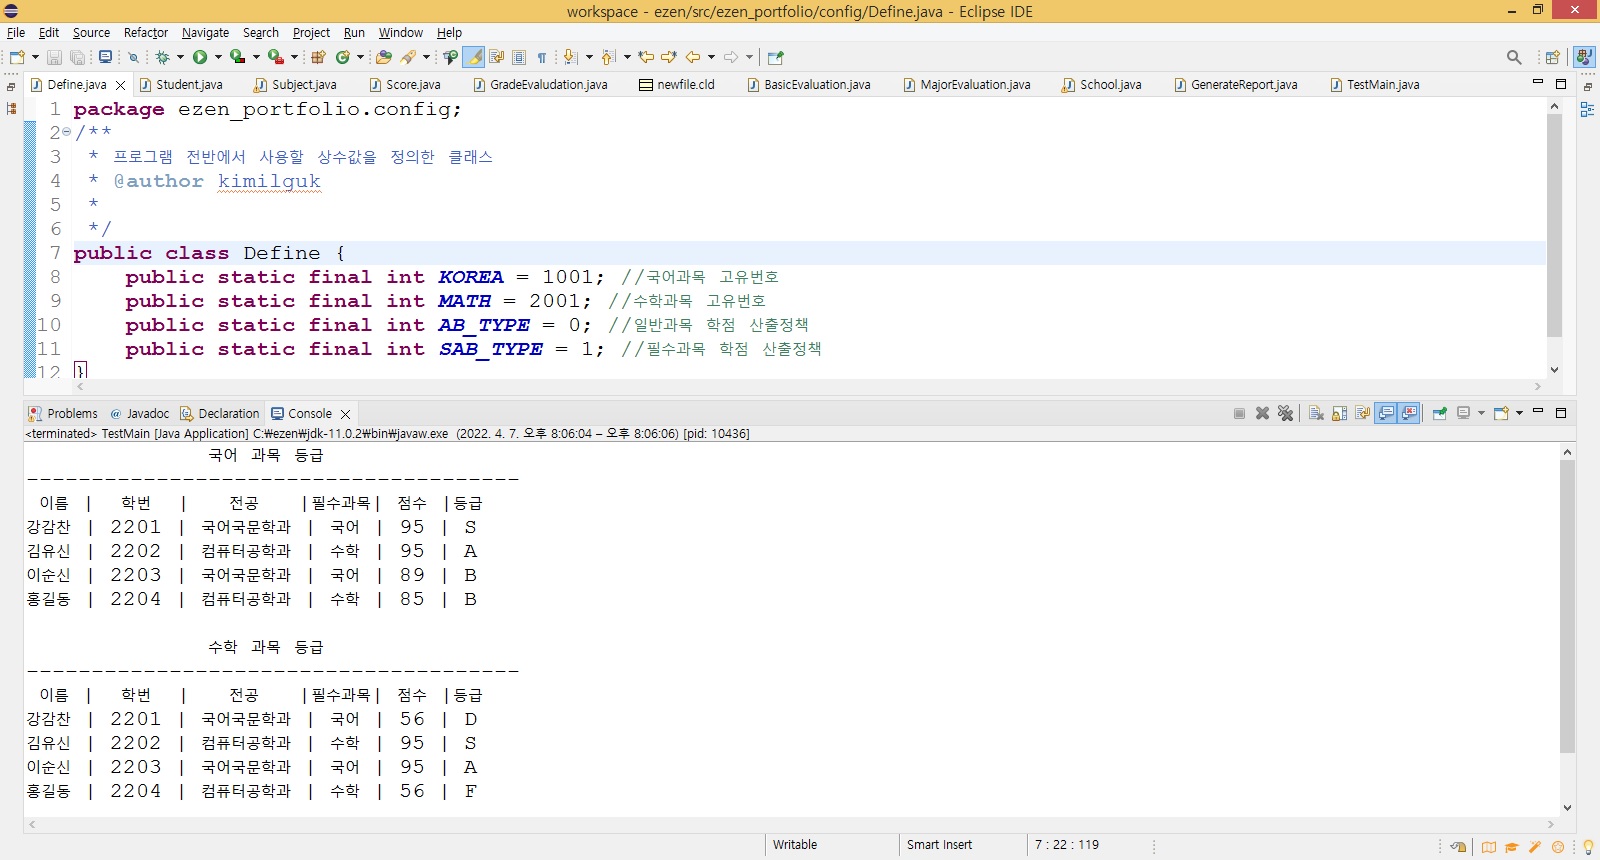 workspace - ezen/src/ezen_portfolio/config/Define.java - Eclipse IDE
File Edit Source Refactor Navigate Search Project Run Window Help
Define.java Student.java Subject.java Score.java GradeEvaludation.java newfile.cld BasicEvaluation.java MajorEvaluation.java School.java GenerateReport.java TestMain.java
1 package ezen_portfolio.config;
2 /**
3 * 프로그램 전반에서 사용할 상수값을 정의한 클래스
4 * @author kimilguk
5 *
6 */
7 public class Define {
8 public static final int KOREA = 1001; //국어과목 고유번호
9 public static final int MATH = 2001; //수학과목 고유번호
10 public static final int AB_TYPE = 0; //일반과목 학점 산출정책
11 public static final int SAB_TYPE = 1; //필수과목 학점 산출정책
12 }
Problems @ Javadoc Declaration Console
<terminated> TestMain [Java Application] C:₩ezen₩jdk-11.0.2₩bin₩javaw.exe (2022. 4. 7. 오후 8:06:04 – 오후 8:06:06) [pid: 10436]
국어 과목 등급
--------------------------------------
이름 | 학번 | 전공 |필수과목| 점수 |등급
강감찬 | 2201 | 국어국문학과 | 국어 | 95 | S
김유신 | 2202 | 컴퓨터공학과 | 수학 | 95 | A
이순신 | 2203 | 국어국문학과 | 국어 | 89 | B
홍길동 | 2204 | 컴퓨터공학과 | 수학 | 85 | B
수학 과목 등급
--------------------------------------
이름 | 학번 | 전공 |필수과목| 점수 |등급
강감찬 | 2201 | 국어국문학과 | 국어 | 56 | D
김유신 | 2202 | 컴퓨터공학과 | 수학 | 95 | S
이순신 | 2203 | 국어국문학과 | 국어 | 95 | A
홍길동 | 2204 | 컴퓨터공학과 | 수학 | 56 | F
Writable Smart Insert 7 : 22 : 119